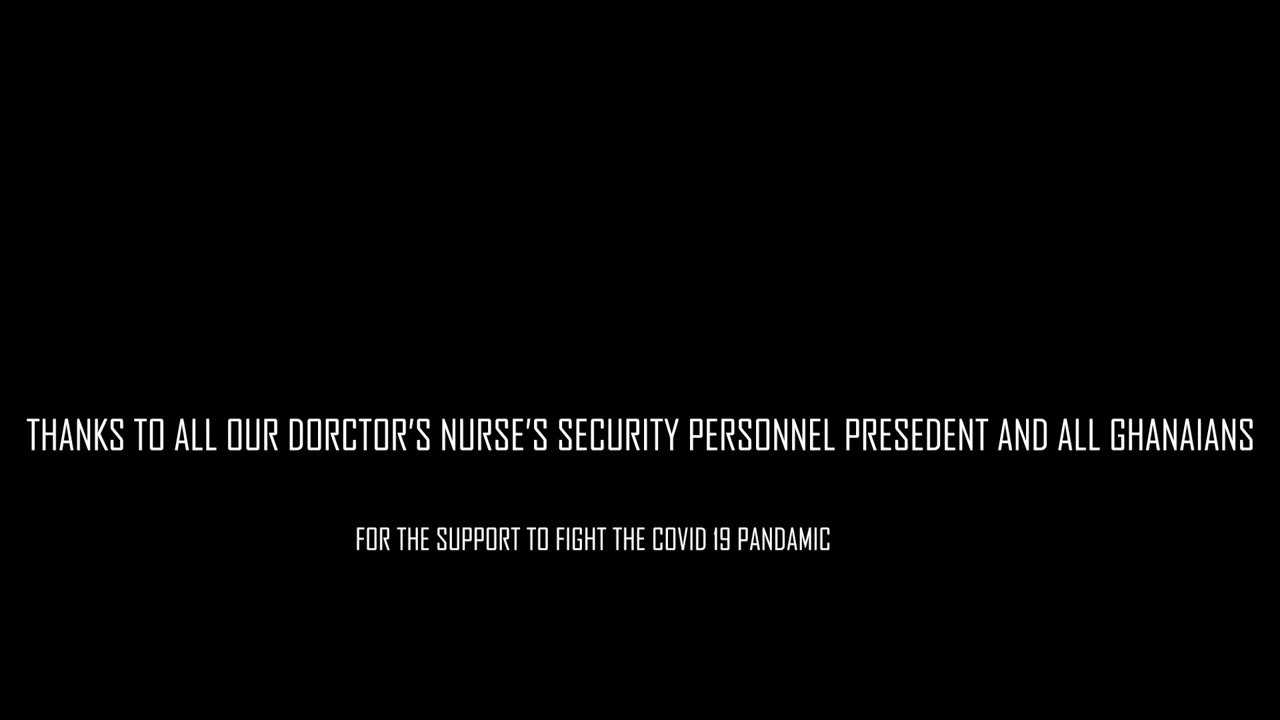 THANKS TO ALL OUR DORCTOR'S NURSE'S SECURITY PERSONNEL PRESEDENT AND ALL GHANAIANS
FOR THE SUPPORT TO FIGHT THE COVID 19 PANDAMIC